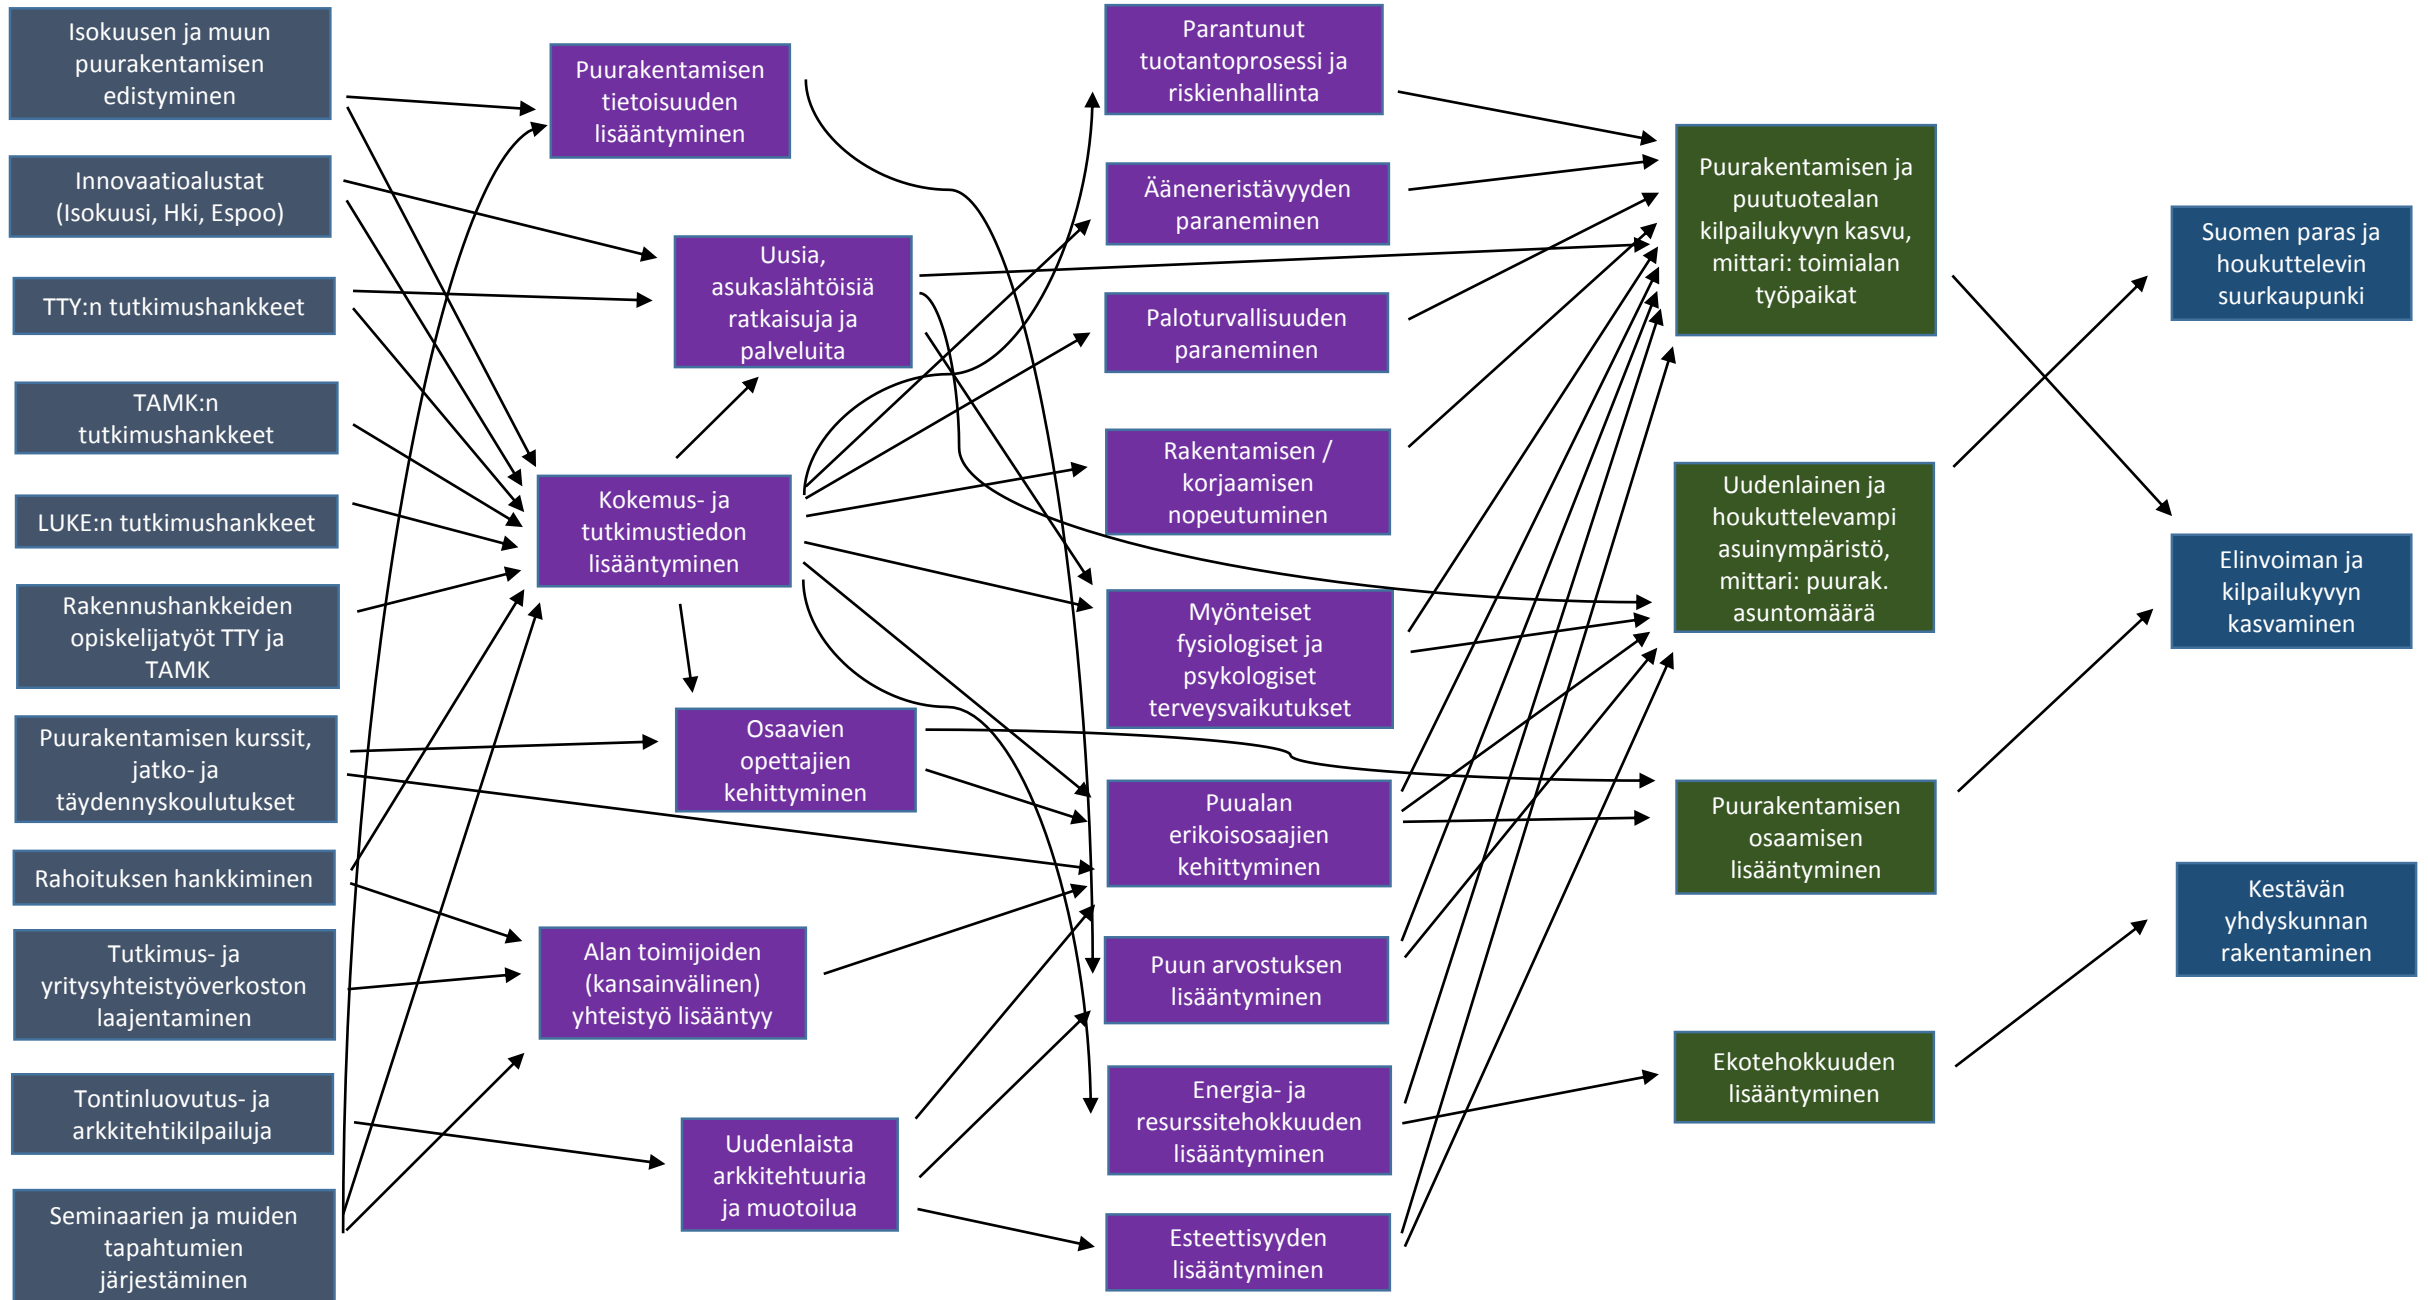 Isokuusen ja muun
puurakentamisen
edistyminen
Innovaatioalustat
(Isokuusi, Hki, Espoo)
TTY:n tutkimushankkeet
TAMK:n
tutkimushankkeet
LUKE:n tutkimushankkeet
Rakennushankkeiden
opiskelijatyöt TTY ja
TAMK
Puurakentamisen kurssit,
jatko- ja
täydennyskoulutukset
Rahoituksen hankkiminen
Tutkimus- ja
yritysyhteistyöverkoston
laajentaminen
Tontinluovutus- ja
arkkitehtikilpailuja
Seminaarien ja muiden
tapahtumien
järjestäminen
Puurakentamisen
tietoisuuden
lisääntyminen
Uusia,
asukaslähtöisiä
ratkaisuja ja
palveluita
Kokemus- ja
tutkimustiedon
lisääntyminen
Osaavien
opettajien
kehittyminen
Alan toimijoiden
(kansainvälinen)
yhteistyö lisääntyy
Uudenlaista
arkkitehtuuria
ja muotoilua
Parantunut
tuotantoprosessi ja
riskienhallinta
Ääneneristävyyden
paraneminen
Paloturvallisuuden
paraneminen
Rakentamisen /
korjaamisen
nopeutuminen
Myönteiset
fysiologiset ja
psykologiset
terveysvaikutukset
Puualan
erikoisosaajien
kehittyminen
Puun arvostuksen
lisääntyminen
Energia- ja
resurssitehokkuuden
lisääntyminen
Esteettisyyden
lisääntyminen
Puurakentamisen ja
puutuotealan
kilpailukyvyn kasvu,
mittari: toimialan
työpaikat
Uudenlainen ja
houkuttelevampi
asuinympäristö,
mittari: puurak.
asuntomäärä
Puurakentamisen
osaamisen
lisääntyminen
Ekotehokkuuden
lisääntyminen
Suomen paras ja
houkuttelevin
suurkaupunki
Elinvoiman ja
kilpailukyvyn
kasvaminen
Kestävän
yhdyskunnan
rakentaminen